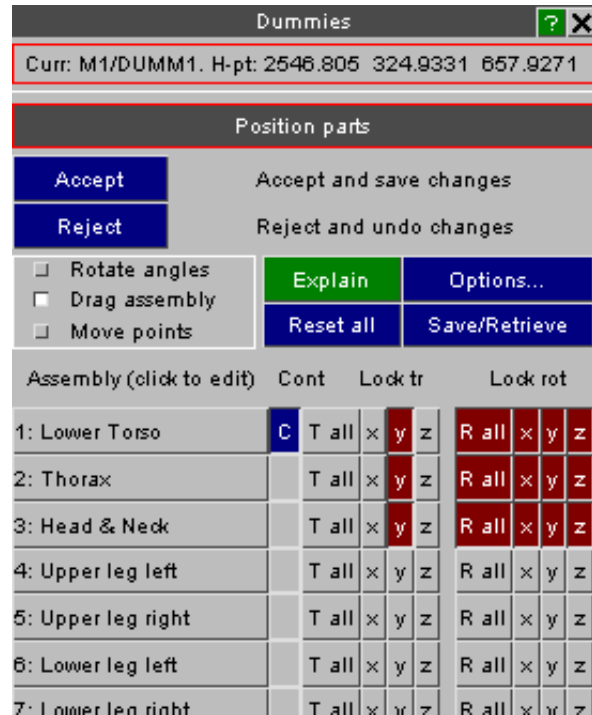 Dummies ? X
Curr: M1/DUMM1. H-pt: 2546.805 324.9331 657.9271
Position parts
Accept Accept and save changes
Reject Reject and undo changes
Rotate angles Explain Options...
Drag assembly
Move points Reset all Save/Retrieve
Assembly (click to edit) Cont Lock tr Lock rot
1: Lower Torso C T all x y z R all x y z
2: Thorax T all x y z R all x y z
3: Head & Neck T all x y z R all x y z
4: Upper leg left T all x y z R all x y z
5: Upper leg right T all x y z R all x y z
6: Lower leg left T all x y z R all x y z
7: Lower leg right T all x y z R all x y z